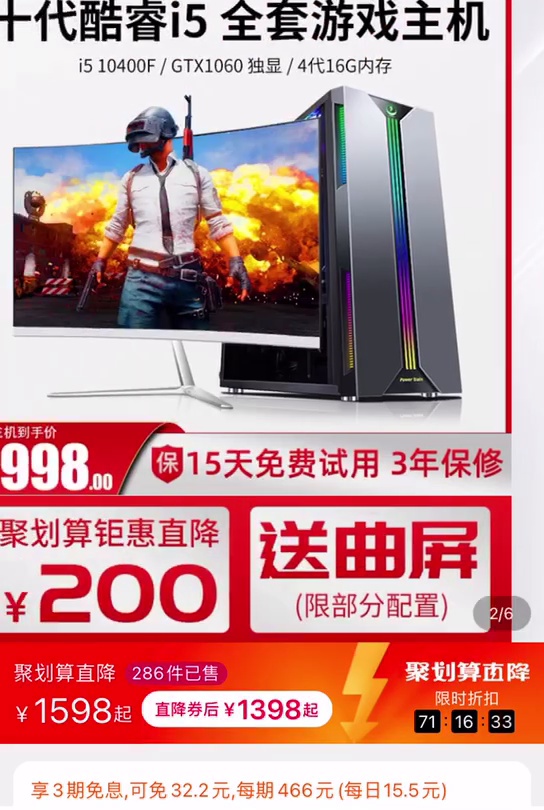 十代酷睿i5 全套游戏主机
i5 10400F / GTX1060 独显 / 4代16G内存
主机到手价
998.00
保 15天免费试用 3年保修
聚划算钜惠直降
¥200
送曲屏
(限部分配置)
2/6
聚划算直降 286件已售
¥1598起 直降券后¥1398起
聚划算直降
限时折扣
71:16:33
享3期免息,可免32.2元,每期466元(每日15.5元)